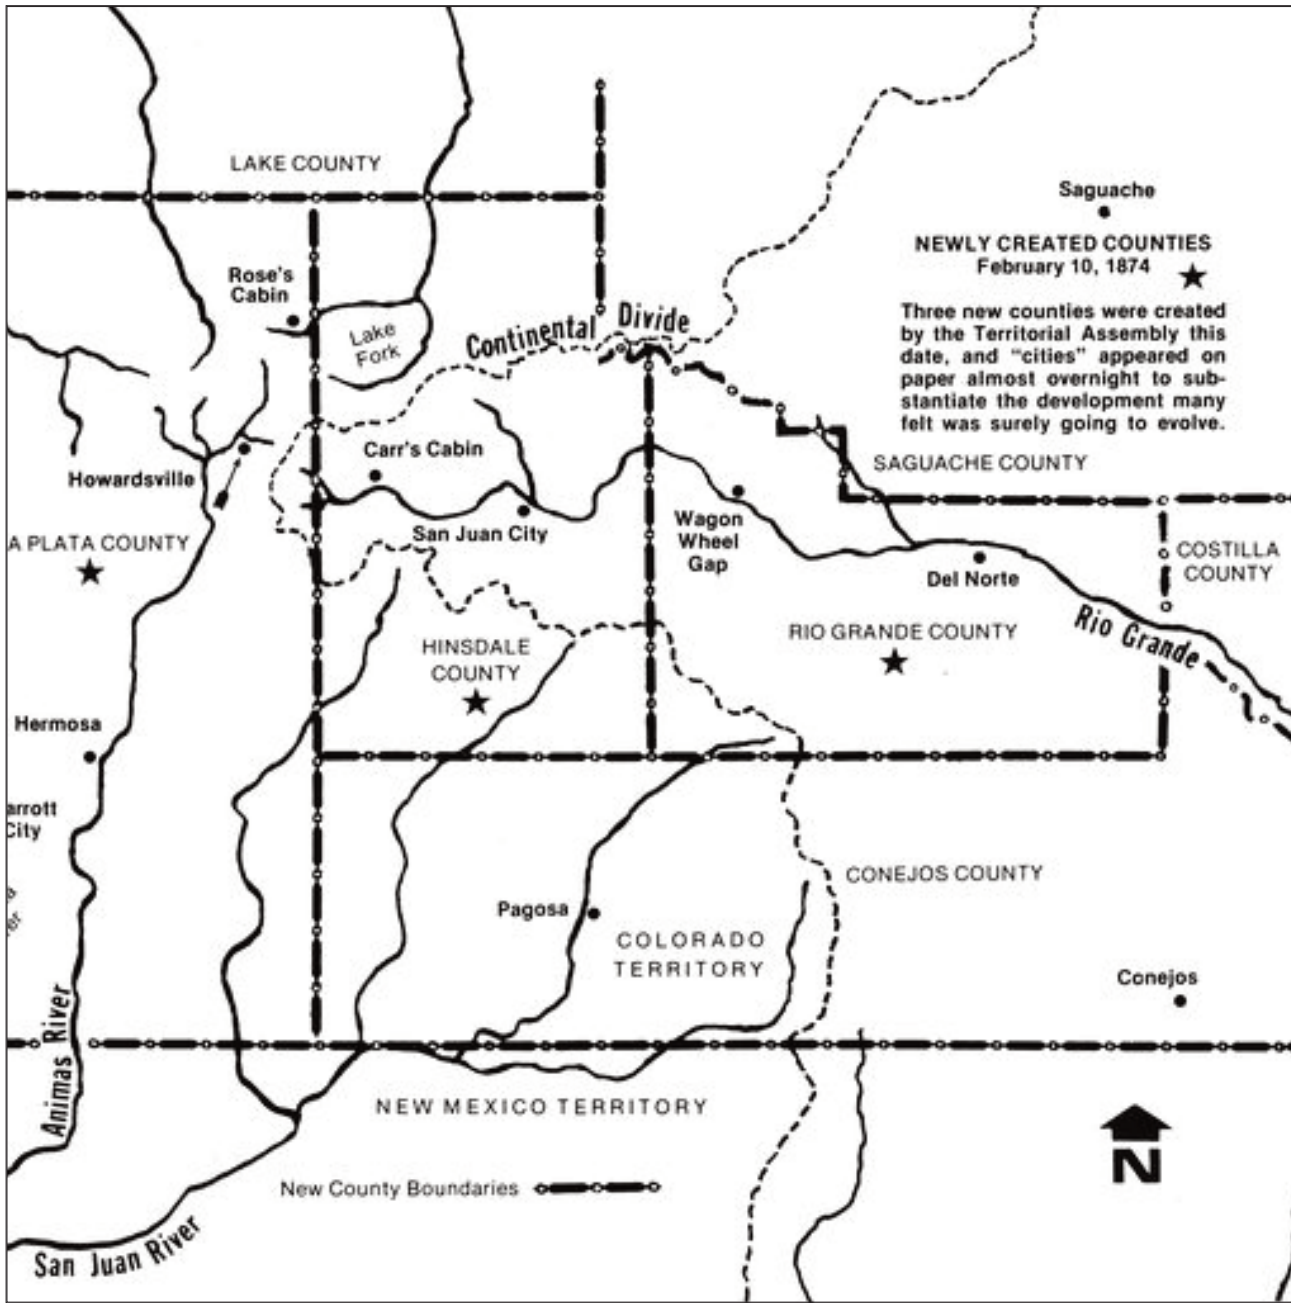 LAKE COUNTY
Saguache
NEWLY CREATED COUNTIES
February 10, 1874
Three new counties were created
by the Territorial Assembly this
date, and "cities" appeared on
paper almost overnight to sub-
stantiate the development many
felt was surely going to evolve.
Rose's
Cabin
Lake
Fork
Continental Divide
Carr's Cabin
Howardsville
SAGUACHE COUNTY
San Juan City
Wagon
Wheel
Gap
A PLATA COUNTY
COSTILLA
COUNTY
Del Norte
Rio Grande
RIO GRANDE COUNTY
HINSDALE
COUNTY
Hermosa
arrott
City
er
CONEJOS COUNTY
Pagosa
COLORADO
TERRITORY
Conejos
Animas River
NEW MEXICO TERRITORY
New County Boundaries
San Juan River
N